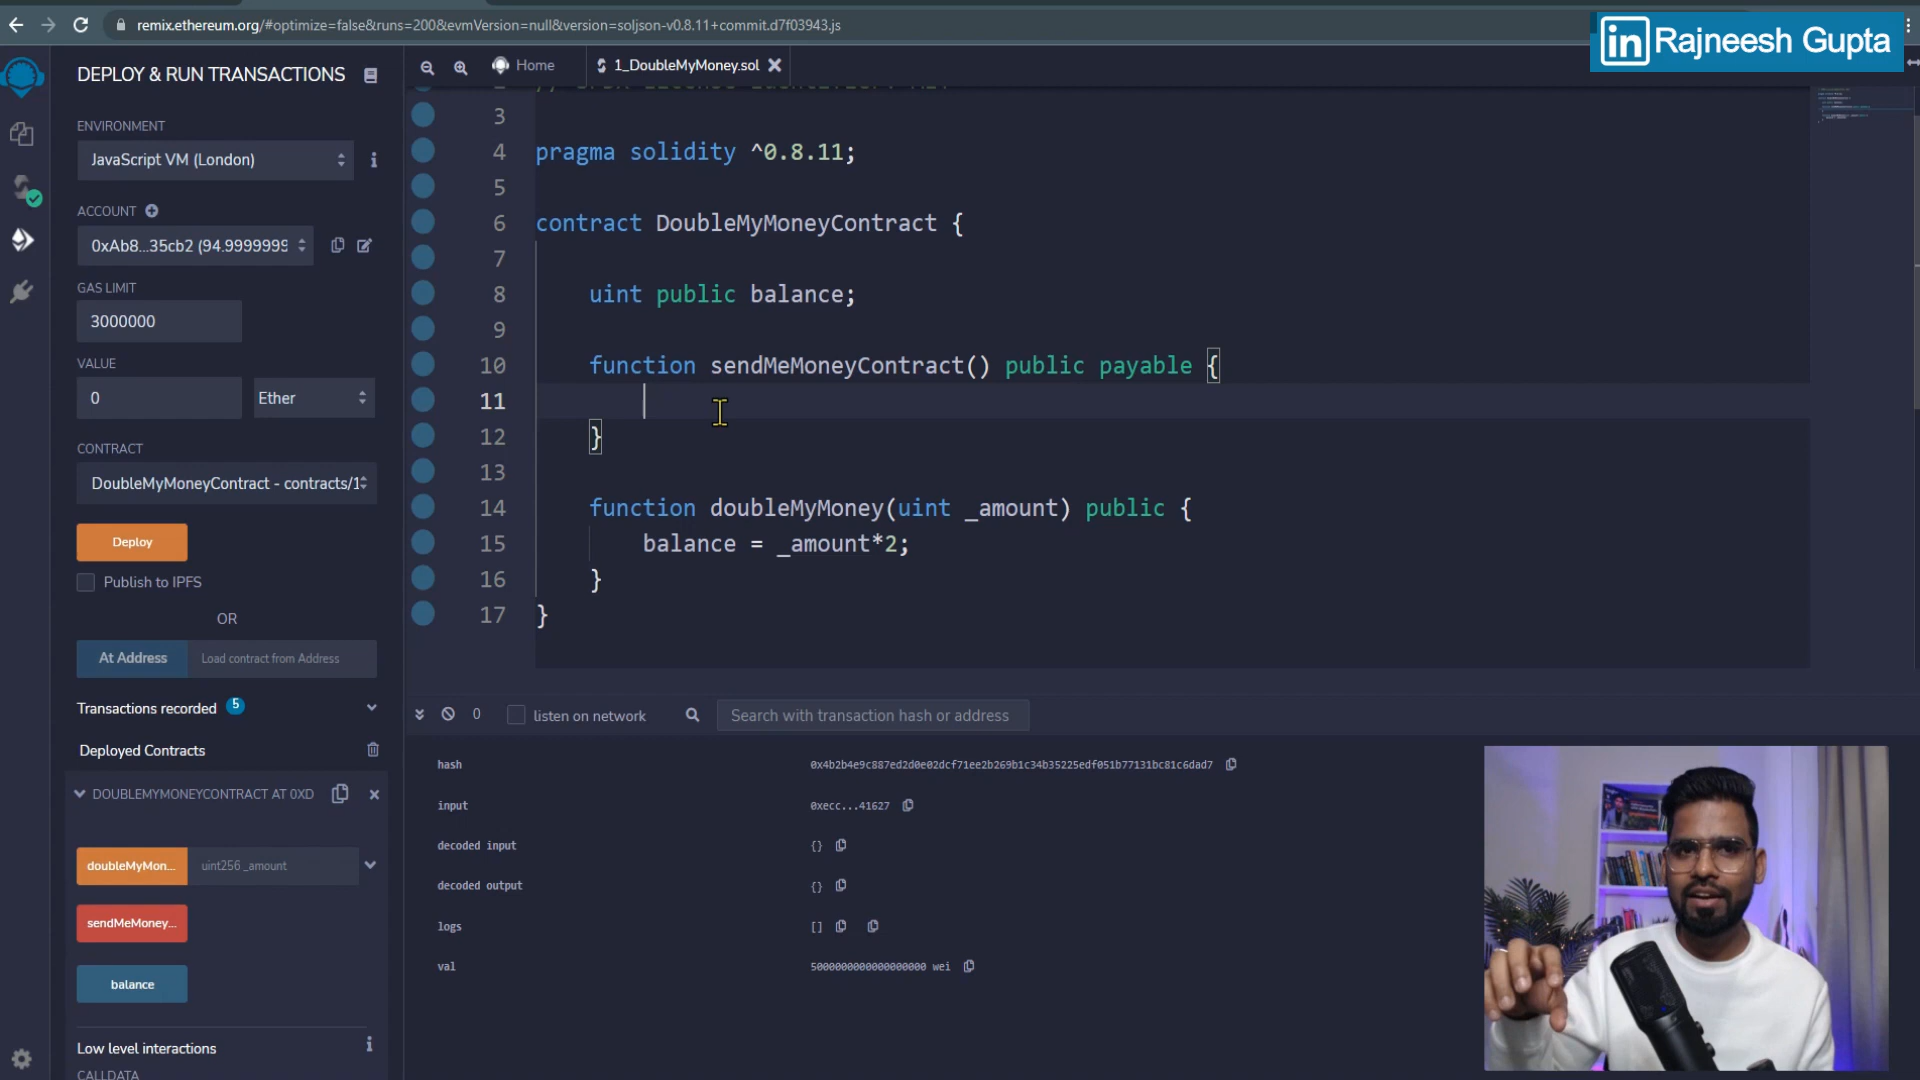 remix.ethereum.org/#optimize=false&runs=200&evmVersion=null&version=soljson-v0.8.11+commit.d7f03943.js
in Rajneesh Gupta
DEPLOY & RUN TRANSACTIONS
Home
1_DoubleMyMoney.sol
ENVIRONMENT
JavaScript VM (London)
ACCOUNT
0xAb8...35cb2 (94.9999999
GAS LIMIT
3000000
VALUE
0
Ether
CONTRACT
DoubleMyMoneyContract - contracts/1
Deploy
Publish to IPFS
OR
At Address
Load contract from Address
Transactions recorded 5
Deployed Contracts
DOUBLEMYMONEYCONTRACT AT 0XD
doubleMyMon...
uint256 _amount
sendMeMoney...
balance
Low level interactions
CALLDATA
3
4 pragma solidity ^0.8.11;
5
6 contract DoubleMyMoneyContract {
7
8 uint public balance;
9
10 function sendMeMoneyContract() public payable {
11
12 }
13
14 function doubleMyMoney(uint _amount) public {
15 balance = _amount*2;
16 }
17 }
0
listen on network
Search with transaction hash or address
hash 0x4b2b4e9c887ed2d0e02dcf71ee2b269b1c34b35225edf051b77131bc81c6dad7
input 0xecc...41627
decoded input {}
decoded output {}
logs []
val 5000000000000000000 wei